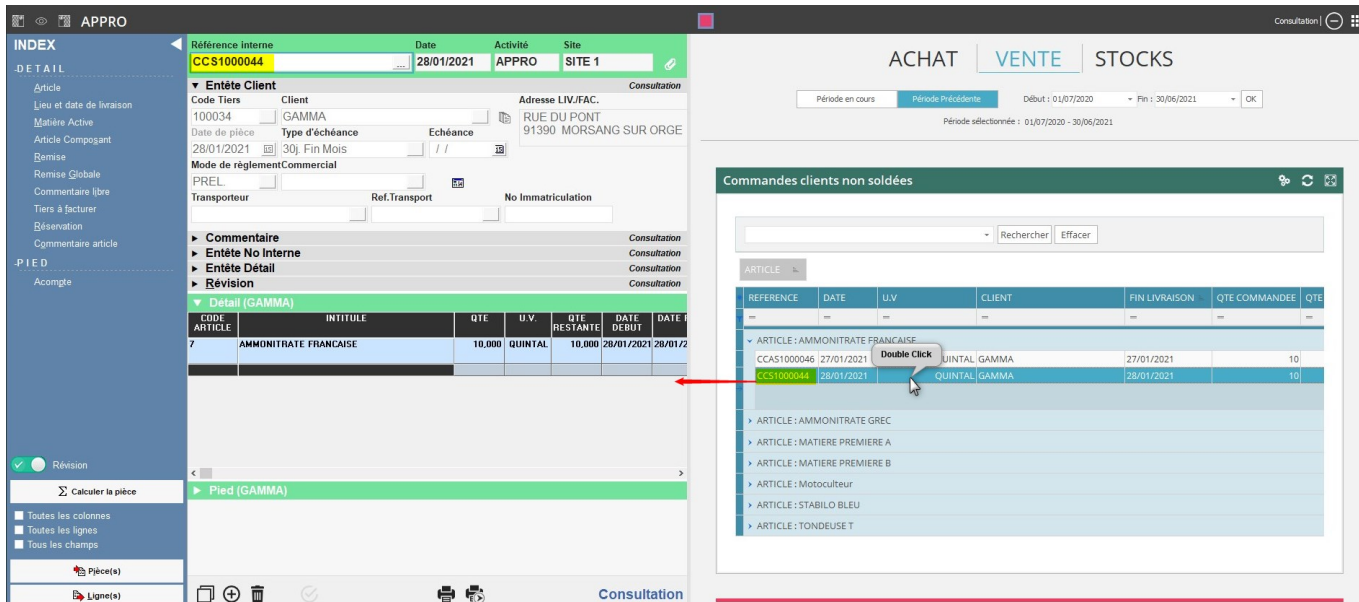 APPRO
Consultation |
INDEX
DETAIL
Article
Lieu et date de livraison
Matière Active
Article Composant
Remise
Remise Globale
Commentaire libre
Tiers à facturer
Réservation
Commentaire article
PIED
Acompte
Révision
Σ Calculer la pièce
Toutes les colonnes
Toutes les lignes
Tous les champs
Pièce(s)
Ligne(s)
Référence interne Date Activité Site
CCS1000044 ... 28/01/2021 APPRO SITE 1
▼ Entête Client Consultation
Code Tiers Client Adresse LIV./FAC.
100034 GAMMA RUE DU PONT
91390 MORSANG SUR ORGE
Date de pièce Type d'échéance Echéance
28/01/2021 30j. Fin Mois / /
Mode de règlement Commercial
PREL.
Transporteur Ref.Transport No Immatriculation
► Commentaire Consultation
► Entête No Interne Consultation
► Entête Détail Consultation
► Révision Consultation
▼ Détail (GAMMA)
CODE ARTICLE INTITULE QTE U.V. QTE RESTANTE DATE DEBUT DATE F
7 AMMONITRATE FRANCAISE 10,000 QUINTAL 10,000 28/01/2021 28/01/2
► Pied (GAMMA)
Consultation
ACHAT VENTE STOCKS
Période en cours Période Précédente Début : 01/07/2020 Fin : 30/06/2021 OK
Période sélectionnée : 01/07/2020 - 30/06/2021
Commandes clients non soldées
Rechercher Effacer
ARTICLE
REFERENCE DATE U.V CLIENT FIN LIVRAISON QTE COMMANDEE QTE
= = = = = = =
ARTICLE : AMMONITRATE FRANCAISE
CCAS1000046 27/01/2021 UINTAL GAMMA 27/01/2021 10
Double Click
CCS1000044 28/01/2021 QUINTAL GAMMA 28/01/2021 10
ARTICLE : AMMONITRATE GREC
ARTICLE : MATIERE PREMIERE A
ARTICLE : MATIERE PREMIERE B
ARTICLE : Motoculteur
ARTICLE : STABILO BLEU
ARTICLE : TONDEUSE T